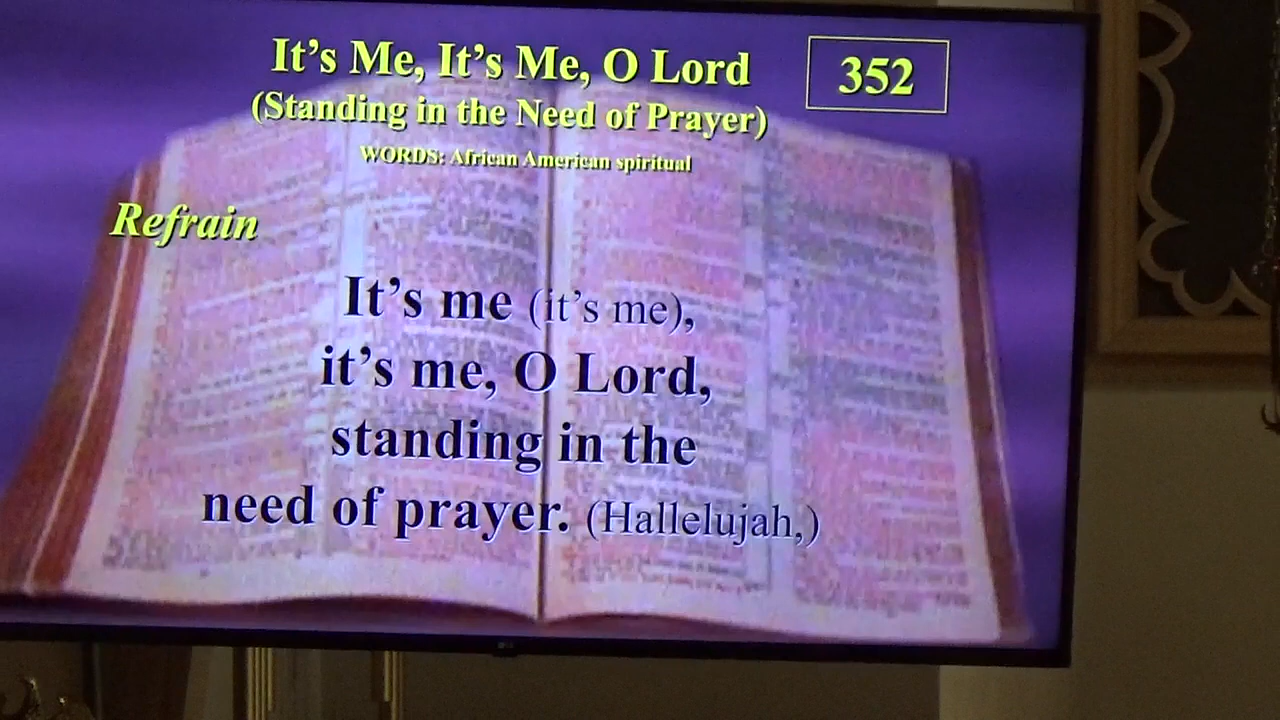 It's Me, It's Me, O Lord
352
(Standing in the Need of Prayer)
WORDS: African American spiritual
Refrain
It's me (it's me),
it's me, O Lord,
standing in the
need of prayer. (Hallelujah,)